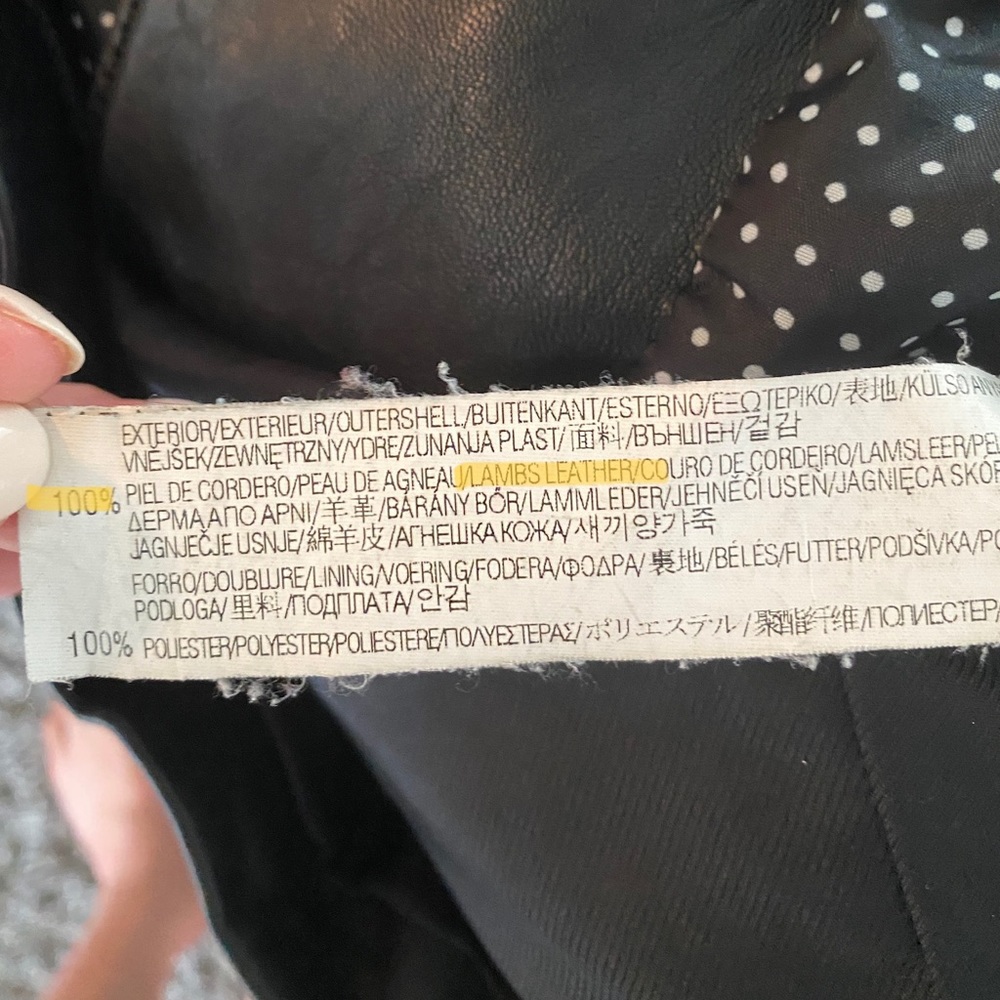 EXTERIOR/EXTERIEUR/OUTERSHELL/BUITENKANT/ESTERNO/ΕΞΩΤΕΡΙΚΟ/表地/KÜLSO
VNĚJSEK/ZEWNĘTRZNY/YDRE/ZUNANJA PLAST/面料/ВЪНШЕН/겉감
100% PIEL DE CORDERO/PEAU DE AGNEAU/LAMBS LEATHER/COURO DE CORDEIRO/LAMSLEER/
ΔΕΡΜΑ ΑΠΟ ΑΡΝΙ/羊革/BÁRÁNY BŐR/LAMMLEDER/JEHNĚČÍ USEŇ/JAGNIĘCA
JAGNJEČJE USNJE/綿羊皮/АГНЕШКА КОЖА/새끼양가죽
FORRO/DOUBLURE/LINING/VOERING/FODERA/ΦΟΔΡΑ/裏地/BÉLÉS/FUTTER/PODŠÍVKA/
PODLOGA/里料/ПОДПЛАТА/안감
100% POLIESTER/POLYESTER/POLIESTERE/ΠΟΛΥΕΣΤΕΡΑΣ/ポリエステル/聚酯纤维/ПОЛИЕСТЕР/